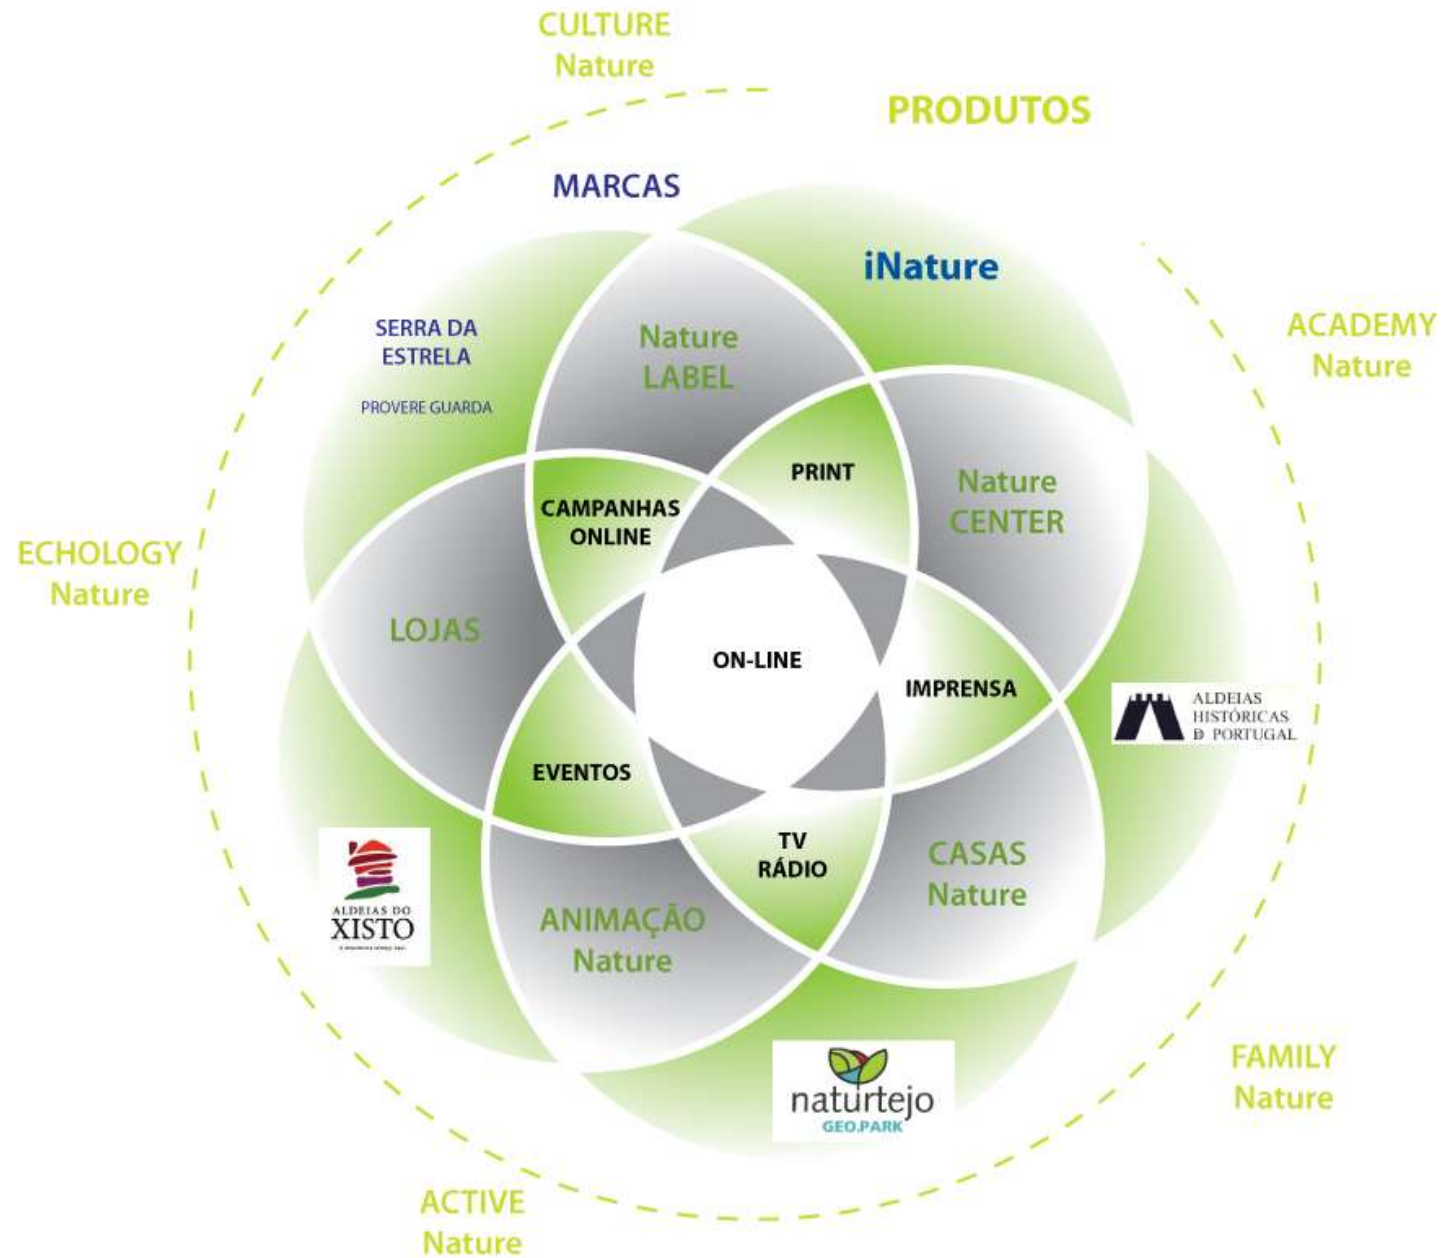 CULTURE
Nature
PRODUTOS
MARCAS
iNature
SERRA DA
ESTRELA
PROVERE GUARDA
Nature
LABEL
ACADEMY
Nature
PRINT
Nature
CENTER
CAMPANHAS
ONLINE
ECHOLOGY
Nature
LOJAS
ON-LINE
IMPRENSA
ALDEIAS
HISTÓRICAS
D PORTUGAL
EVENTOS
TV
RÁDIO
CASAS
Nature
ALDEIAS DO
XISTO
ANIMAÇÃO
Nature
naturtejo
GEO.PARK
FAMILY
Nature
ACTIVE
Nature